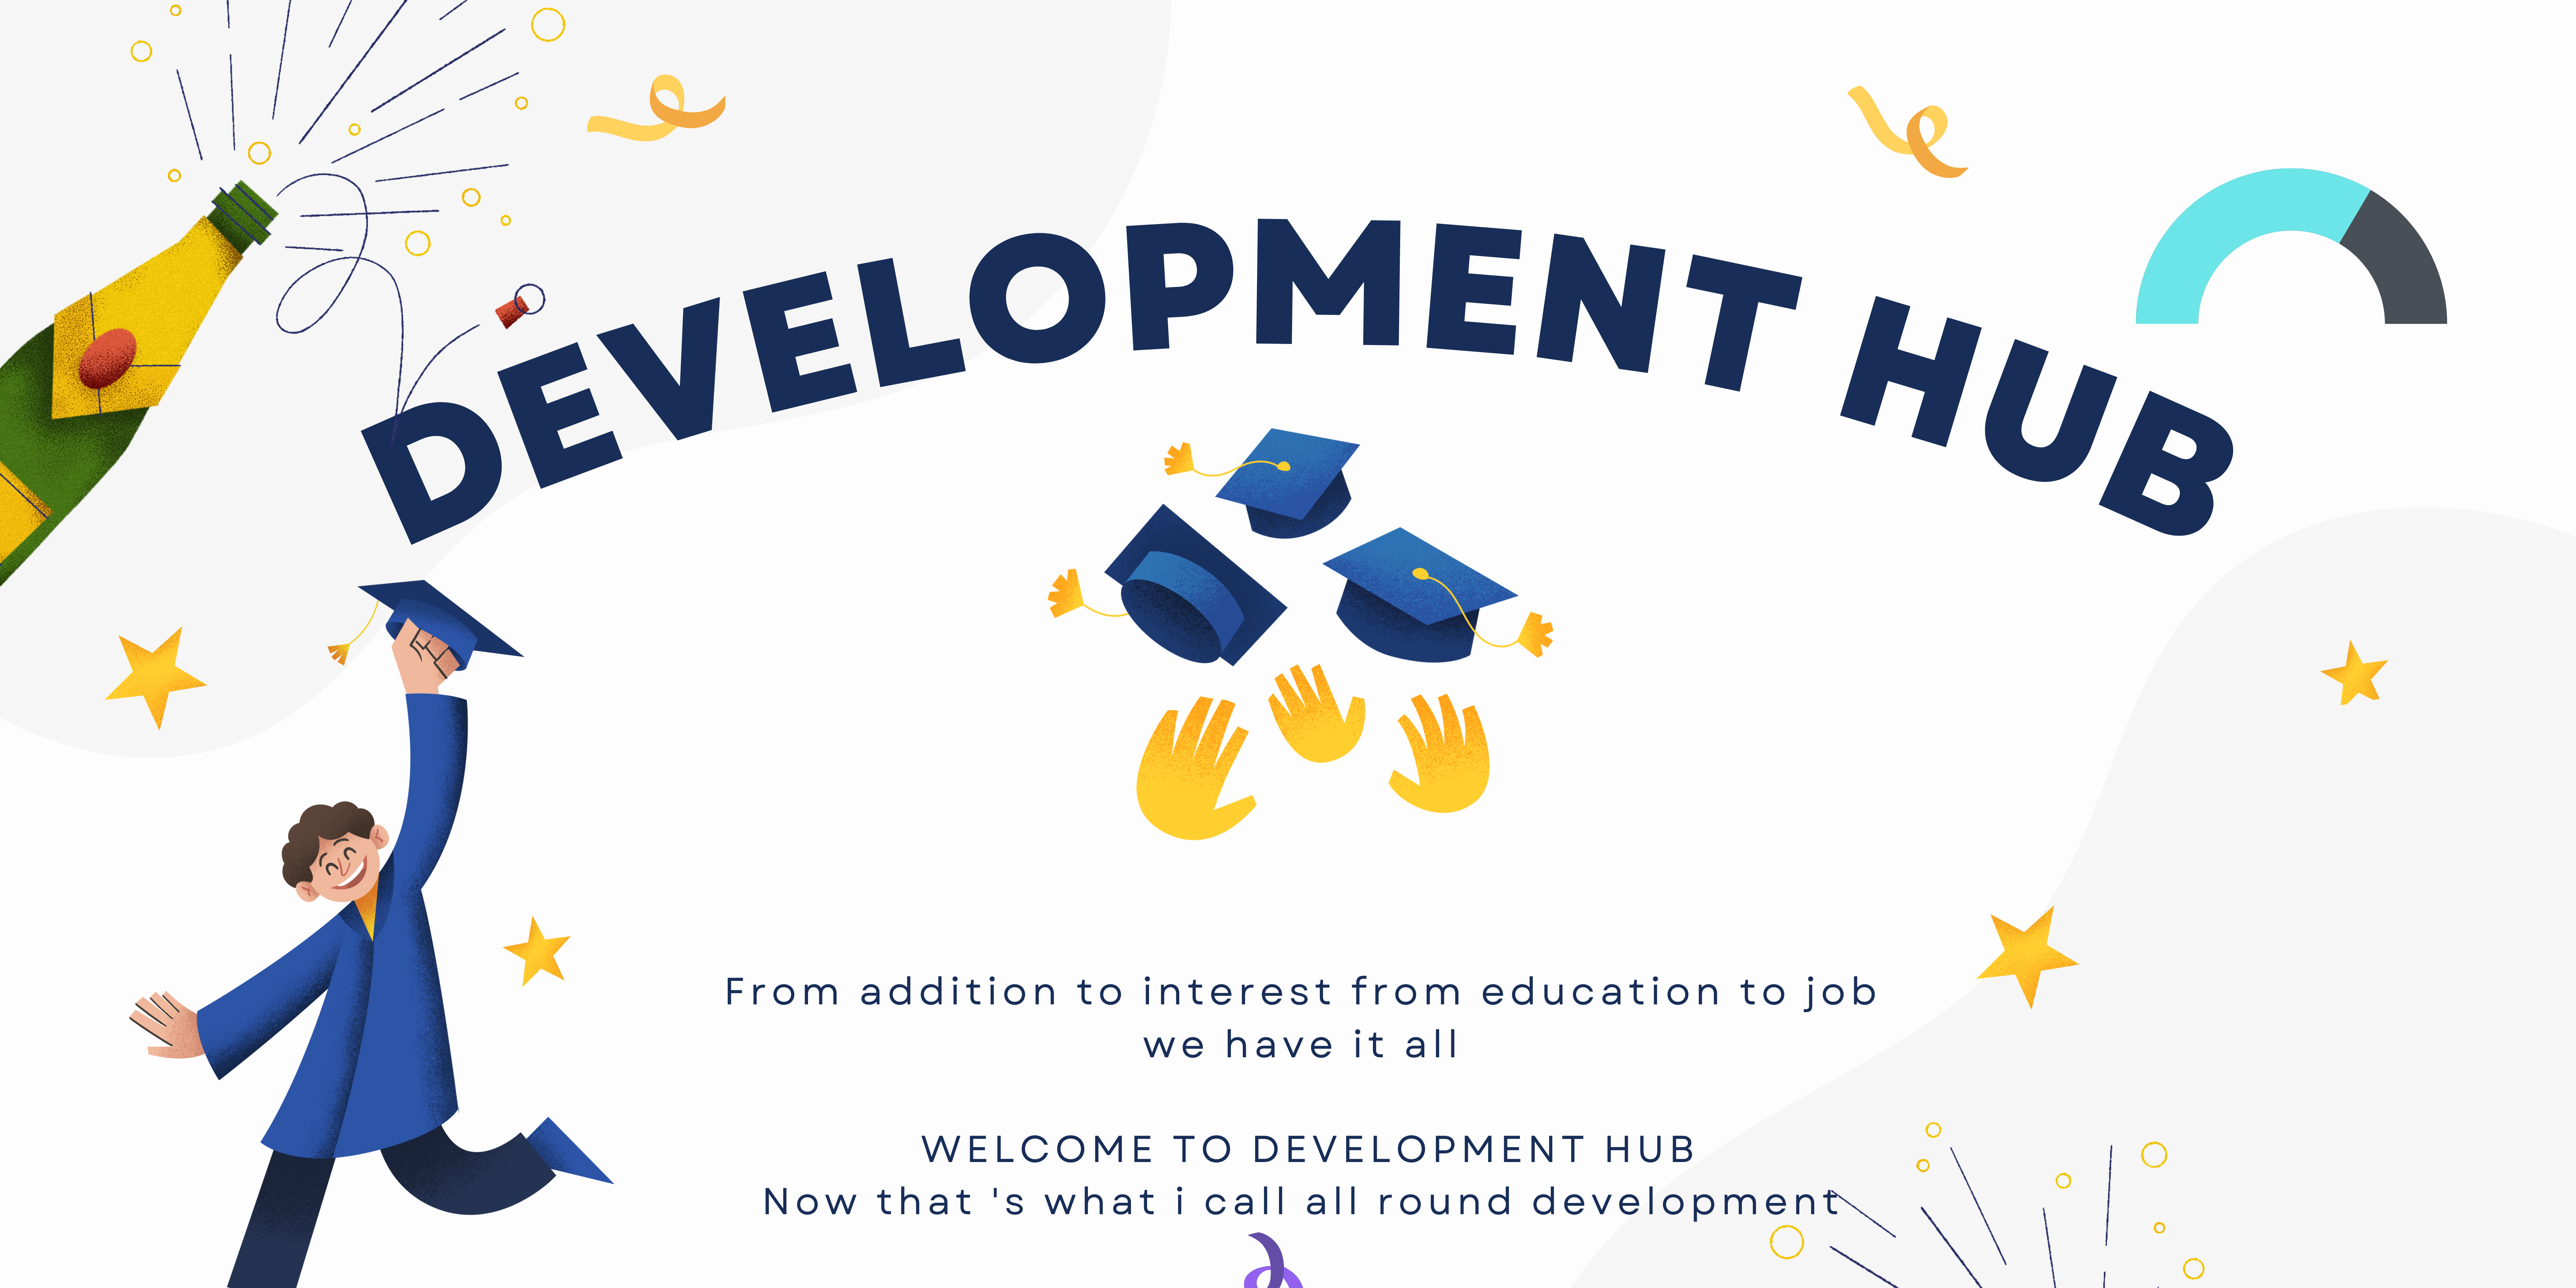 DEVELOPMENT HUB
From addition to interest from education to job
we have it all
WELCOME TO DEVELOPMENT HUB
Now that 's what i call all round development